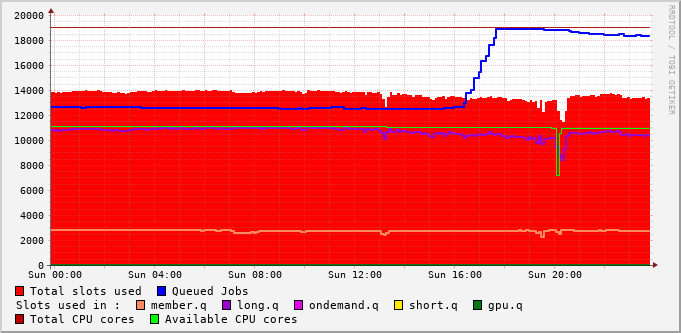 20000
18000
16000
14000
12000
10000
8000
6000
4000
2000
0
Sun 00:00 Sun 04:00 Sun 08:00 Sun 12:00 Sun 16:00 Sun 20:00
RRDTOOL / TOBI OETIKER
Total slots used Queued Jobs
Slots used in : member.q long.q ondemand.q short.q gpu.q
Total CPU cores Available CPU cores